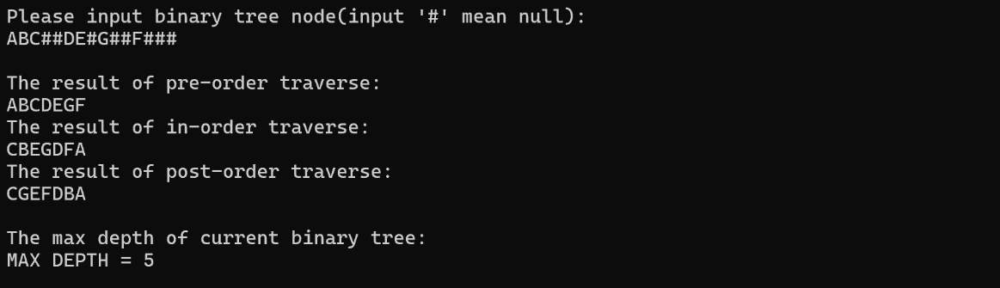 Please input binary tree node(input '#' mean null):
ABC##DE#G##F###
The result of pre-order traverse:
ABCDEGF
The result of in-order traverse:
CBEGDFA
The result of post-order traverse:
CGEFDBA
The max depth of current binary tree:
MAX DEPTH = 5